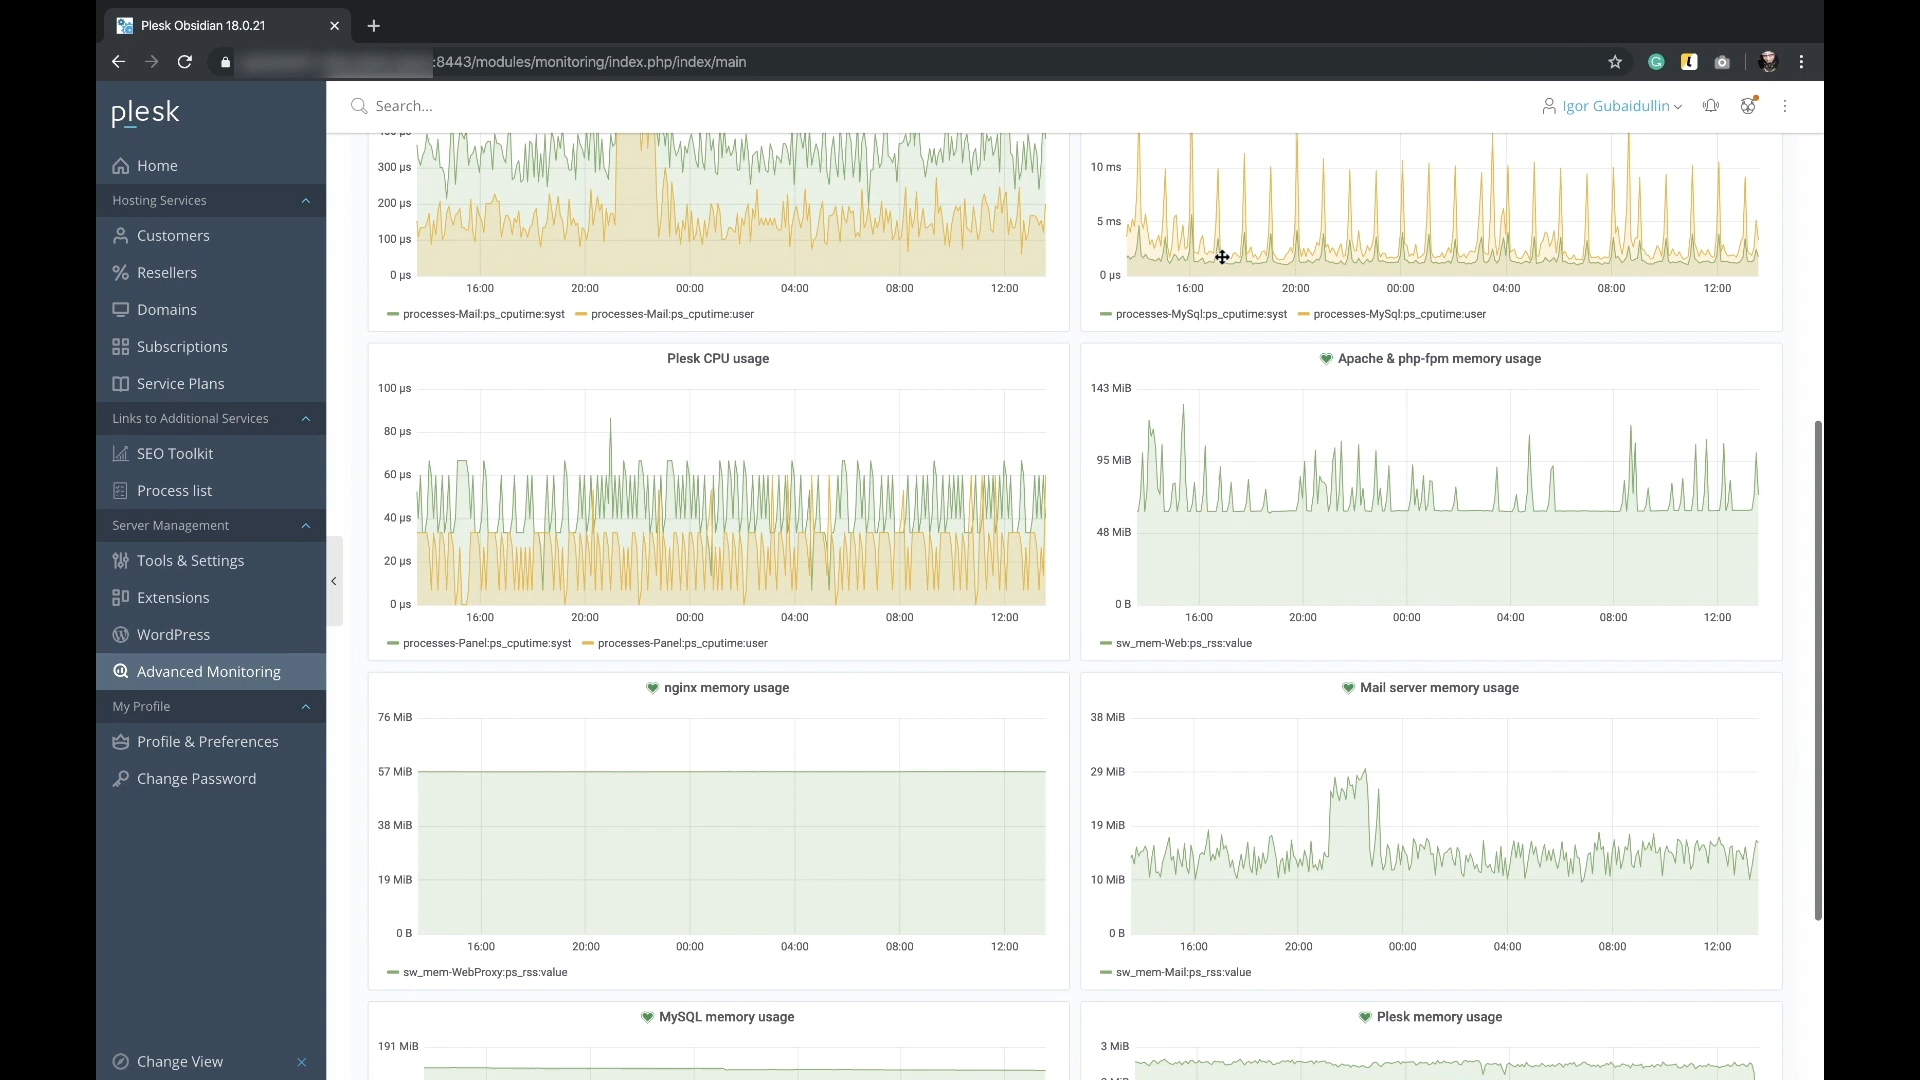 Plesk Obsidian 18.0.21
:8443/modules/monitoring/index.php/index/main
plesk
Search...
Igor Gubaidullin
Home
Hosting Services
Customers
Resellers
Domains
Subscriptions
Service Plans
Links to Additional Services
SEO Toolkit
Process list
Server Management
Tools & Settings
Extensions
WordPress
Advanced Monitoring
My Profile
Profile & Preferences
Change Password
Change View
300 µs
200 µs
100 µs
0 µs
16:00 20:00 00:00 04:00 08:00 12:00
processes-Mail:ps_cputime:syst processes-Mail:ps_cputime:user
10 ms
5 ms
0 µs
16:00 20:00 00:00 04:00 08:00 12:00
processes-MySql:ps_cputime:syst processes-MySql:ps_cputime:user
Plesk CPU usage
100 µs
80 µs
60 µs
40 µs
20 µs
0 µs
16:00 20:00 00:00 04:00 08:00 12:00
processes-Panel:ps_cputime:syst processes-Panel:ps_cputime:user
Apache & php-fpm memory usage
143 MiB
95 MiB
48 MiB
0 B
16:00 20:00 00:00 04:00 08:00 12:00
sw_mem-Web:ps_rss:value
nginx memory usage
76 MiB
57 MiB
38 MiB
19 MiB
0 B
16:00 20:00 00:00 04:00 08:00 12:00
sw_mem-WebProxy:ps_rss:value
Mail server memory usage
38 MiB
29 MiB
19 MiB
10 MiB
0 B
16:00 20:00 00:00 04:00 08:00 12:00
sw_mem-Mail:ps_rss:value
MySQL memory usage
191 MiB
Plesk memory usage
3 MiB